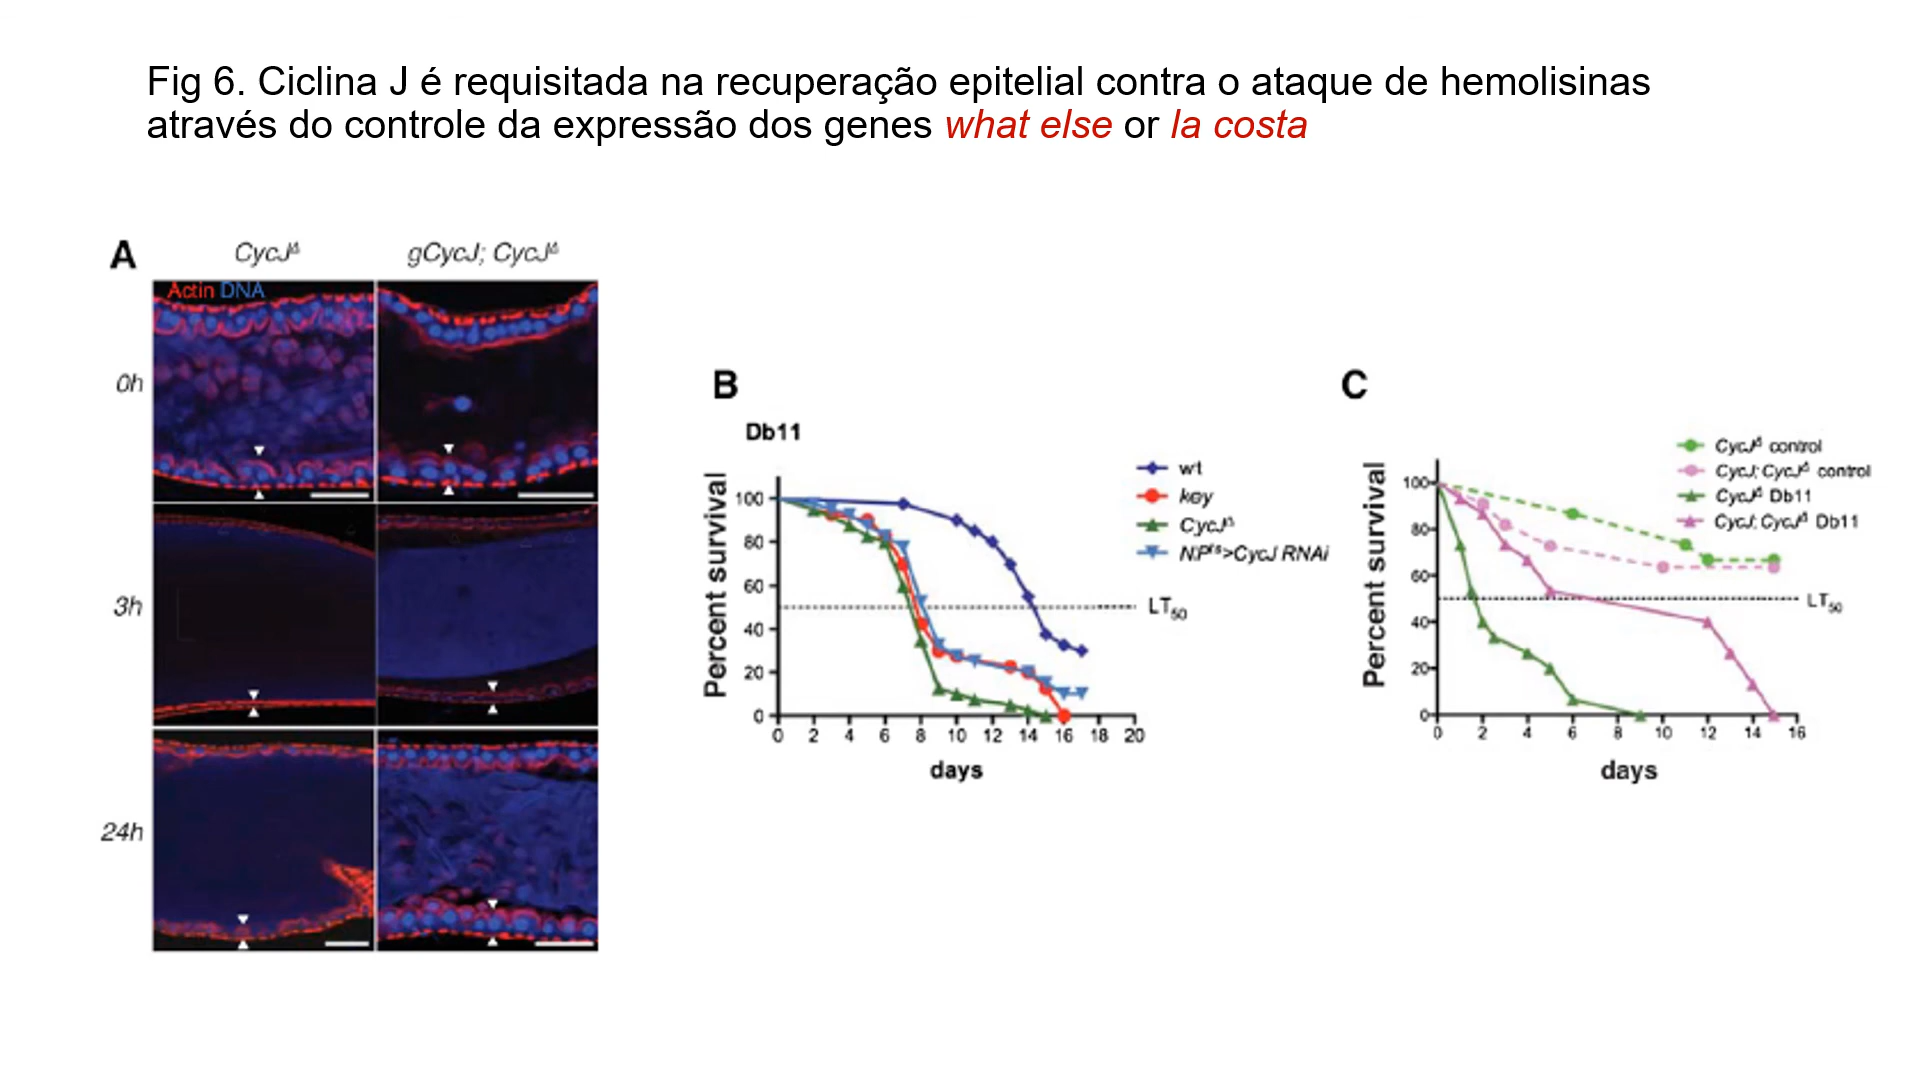 Fig 6. Ciclina J é requisitada na recuperação epitelial contra o ataque de hemolisinas
através do controle da expressão dos genes what else or la costa
A
CycJΔ
gCycJ; CycJΔ
Actin DNA
0h
3h
24h
B
Db11
Percent survival
100
80
60
40
20
0
0 2 4 6 8 10 12 14 16 18 20
days
wt
key
CycJΔ
NPts>CycJ RNAi
LT50
C
Percent survival
100
80
60
40
20
0
0 2 4 6 8 10 12 14 16
days
CycJΔ control
CycJ; CycJΔ control
CycJΔ Db11
CycJ; CycJΔ Db11
LT50